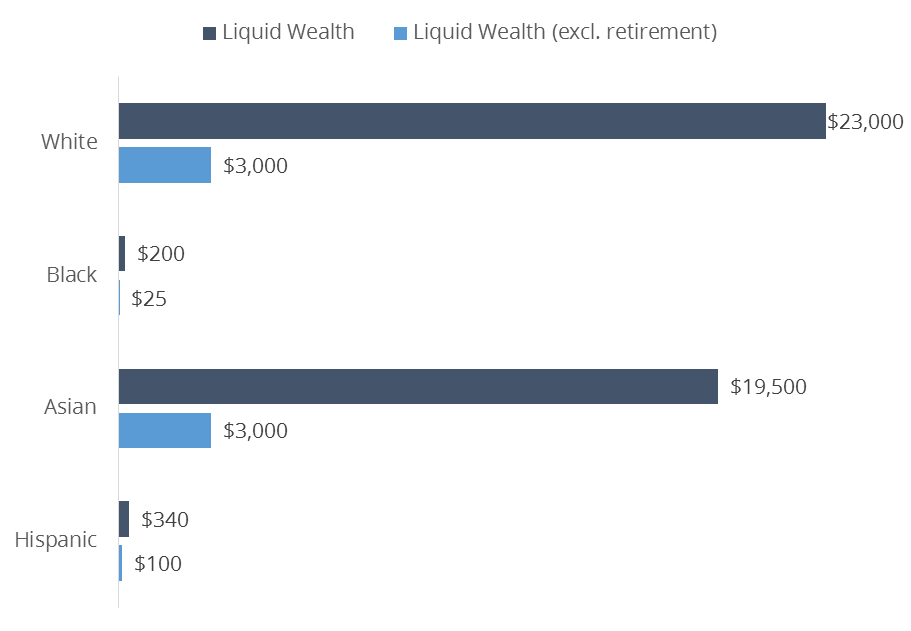 Liquid Wealth Liquid Wealth (excl. retirement)
White
$23,000
$3,000
Black
$200
$25
Asian
$19,500
$3,000
Hispanic
$340
$100